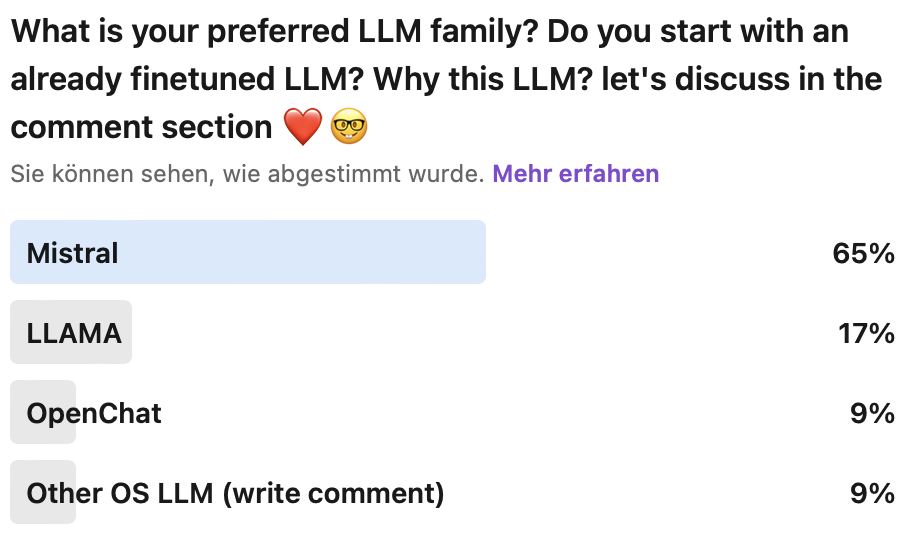 What is your preferred LLM family? Do you start with an
already finetuned LLM? Why this LLM? let's discuss in the
comment section ❤️ 🤓
Sie können sehen, wie abgestimmt wurde. Mehr erfahren
Mistral 65%
LLAMA 17%
OpenChat 9%
Other OS LLM (write comment) 9%